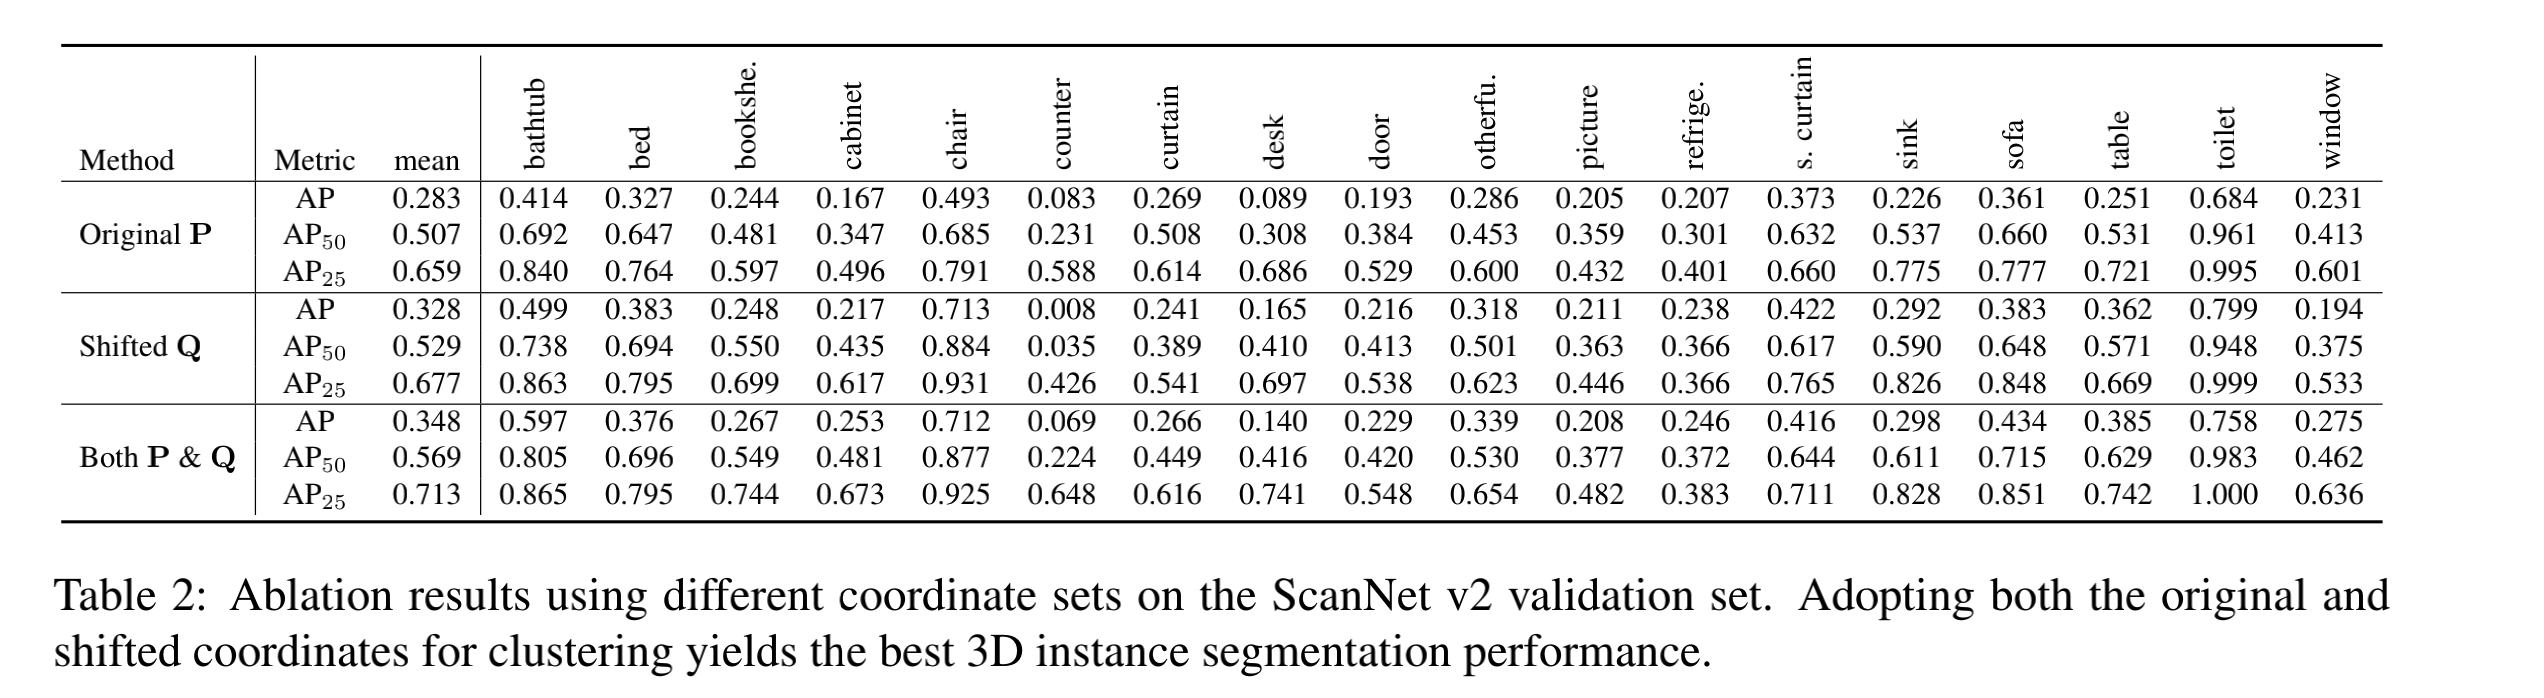 Method Metric mean bathtub bed bookshe. cabinet chair counter curtain desk door otherfu. picture refrige. s. curtain sink sofa table toilet window
AP 0.283 0.414 0.327 0.244 0.167 0.493 0.083 0.269 0.089 0.193 0.286 0.205 0.207 0.373 0.226 0.361 0.251 0.684 0.231
Original P AP50 0.507 0.692 0.647 0.481 0.347 0.685 0.231 0.508 0.308 0.384 0.453 0.359 0.301 0.632 0.537 0.660 0.531 0.961 0.413
AP25 0.659 0.840 0.764 0.597 0.496 0.791 0.588 0.614 0.686 0.529 0.600 0.432 0.401 0.660 0.775 0.777 0.721 0.995 0.601
AP 0.328 0.499 0.383 0.248 0.217 0.713 0.008 0.241 0.165 0.216 0.318 0.211 0.238 0.422 0.292 0.383 0.362 0.799 0.194
Shifted Q AP50 0.529 0.738 0.694 0.550 0.435 0.884 0.035 0.389 0.410 0.413 0.501 0.363 0.366 0.617 0.590 0.648 0.571 0.948 0.375
AP25 0.677 0.863 0.795 0.699 0.617 0.931 0.426 0.541 0.697 0.538 0.623 0.446 0.366 0.765 0.826 0.848 0.669 0.999 0.533
AP 0.348 0.597 0.376 0.267 0.253 0.712 0.069 0.266 0.140 0.229 0.339 0.208 0.246 0.416 0.298 0.434 0.385 0.758 0.275
Both P & Q AP50 0.569 0.805 0.696 0.549 0.481 0.877 0.224 0.449 0.416 0.420 0.530 0.377 0.372 0.644 0.611 0.715 0.629 0.983 0.462
AP25 0.713 0.865 0.795 0.744 0.673 0.925 0.648 0.616 0.741 0.548 0.654 0.482 0.383 0.711 0.828 0.851 0.742 1.000 0.636
Table 2: Ablation results using different coordinate sets on the ScanNet v2 validation set. Adopting both the original and
shifted coordinates for clustering yields the best 3D instance segmentation performance.